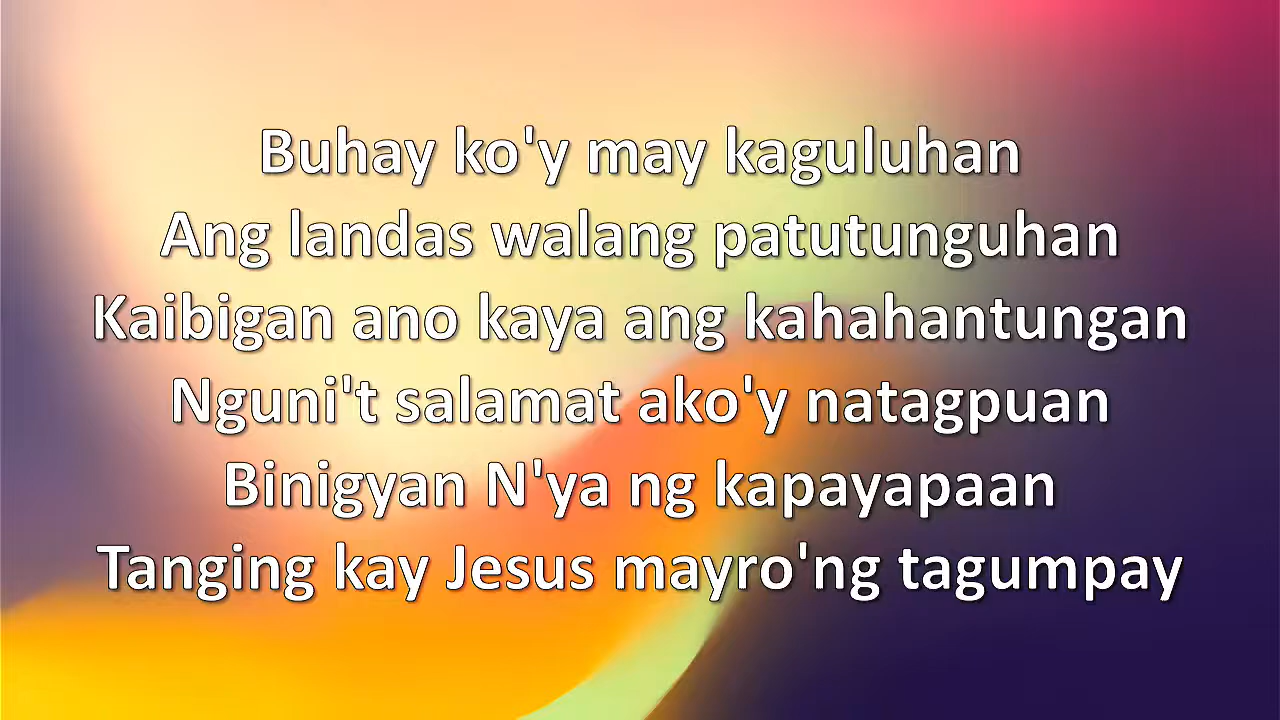 Buhay ko'y may kaguluhan
Ang landas walang patutunguhan
Kaibigan ano kaya ang kahahantungan
Nguni't salamat ako'y natagpuan
Binigyan N'ya ng kapayapaan
Tanging kay Jesus mayro'ng tagumpay